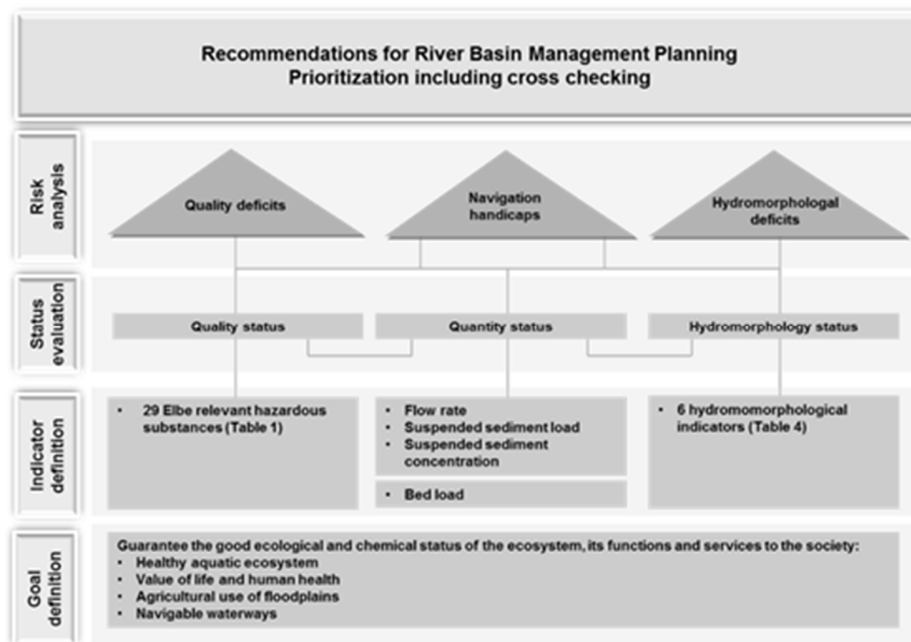 Recommendations for River Basin Management Planning
Prioritization including cross checking
Risk
analysis
Quality deficits
Navigation
handicaps
Hydromorphologal
deficits
Status
evaluation
Quality status
Quantity status
Hydromorphology status
Indicator
definition
• 29 Elbe relevant hazardous
substances (Table 1)
• Flow rate
• Suspended sediment load
• Suspended sediment
concentration
• Bed load
• 6 hydromomorphological
indicators (Table 4)
Goal
definition
Guarantee the good ecological and chemical status of the ecosystem, its functions and services to the society:
• Healthy aquatic ecosystem
• Value of life and human health
• Agricultural use of floodplains
• Navigable waterways